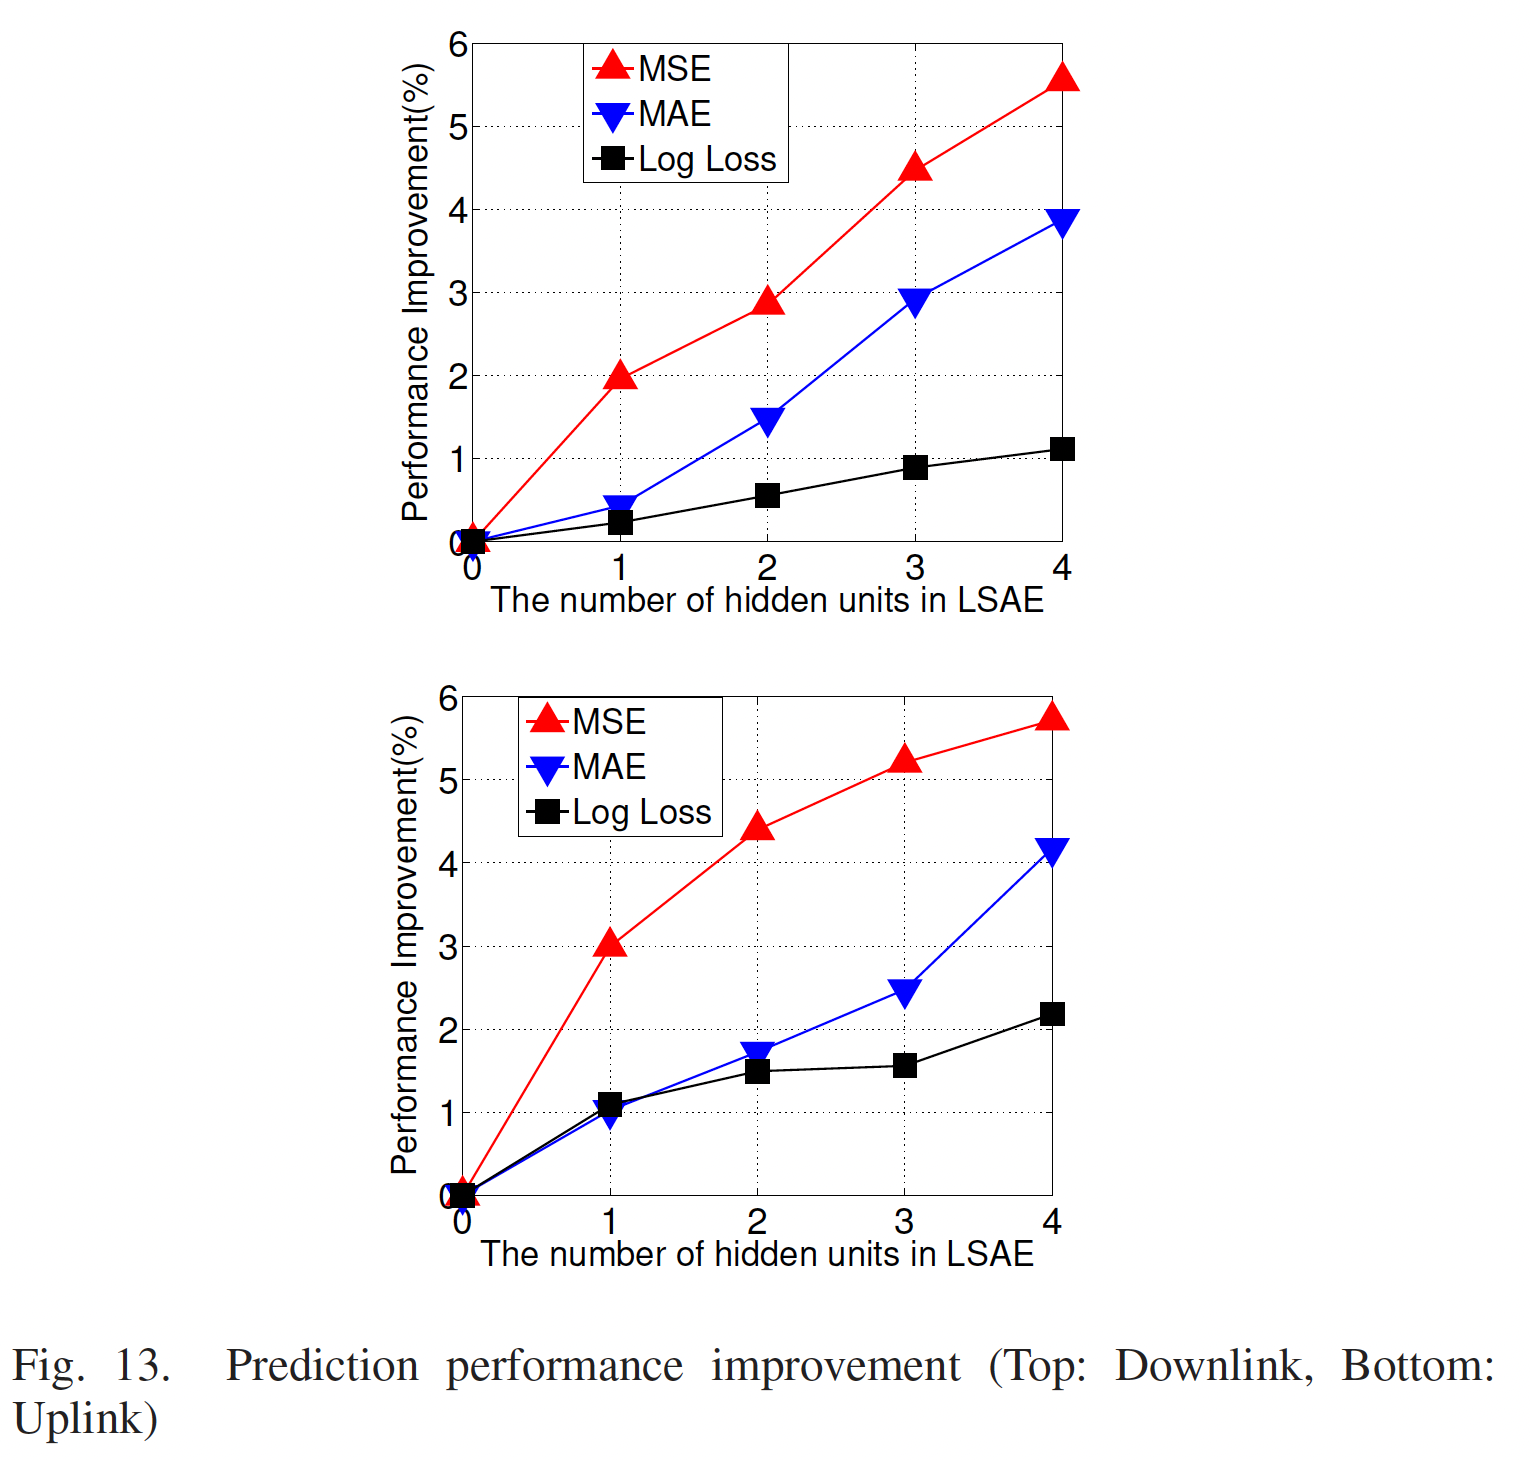 6
5
4
3
2
1
0
Performance Improvement(%)
MSE
MAE
Log Loss
0 1 2 3 4
The number of hidden units in LSAE
6
5
4
3
2
1
0
Performance Improvement(%)
MSE
MAE
Log Loss
0 1 2 3 4
The number of hidden units in LSAE
Fig. 13. Prediction performance improvement (Top: Downlink, Bottom:
Uplink)